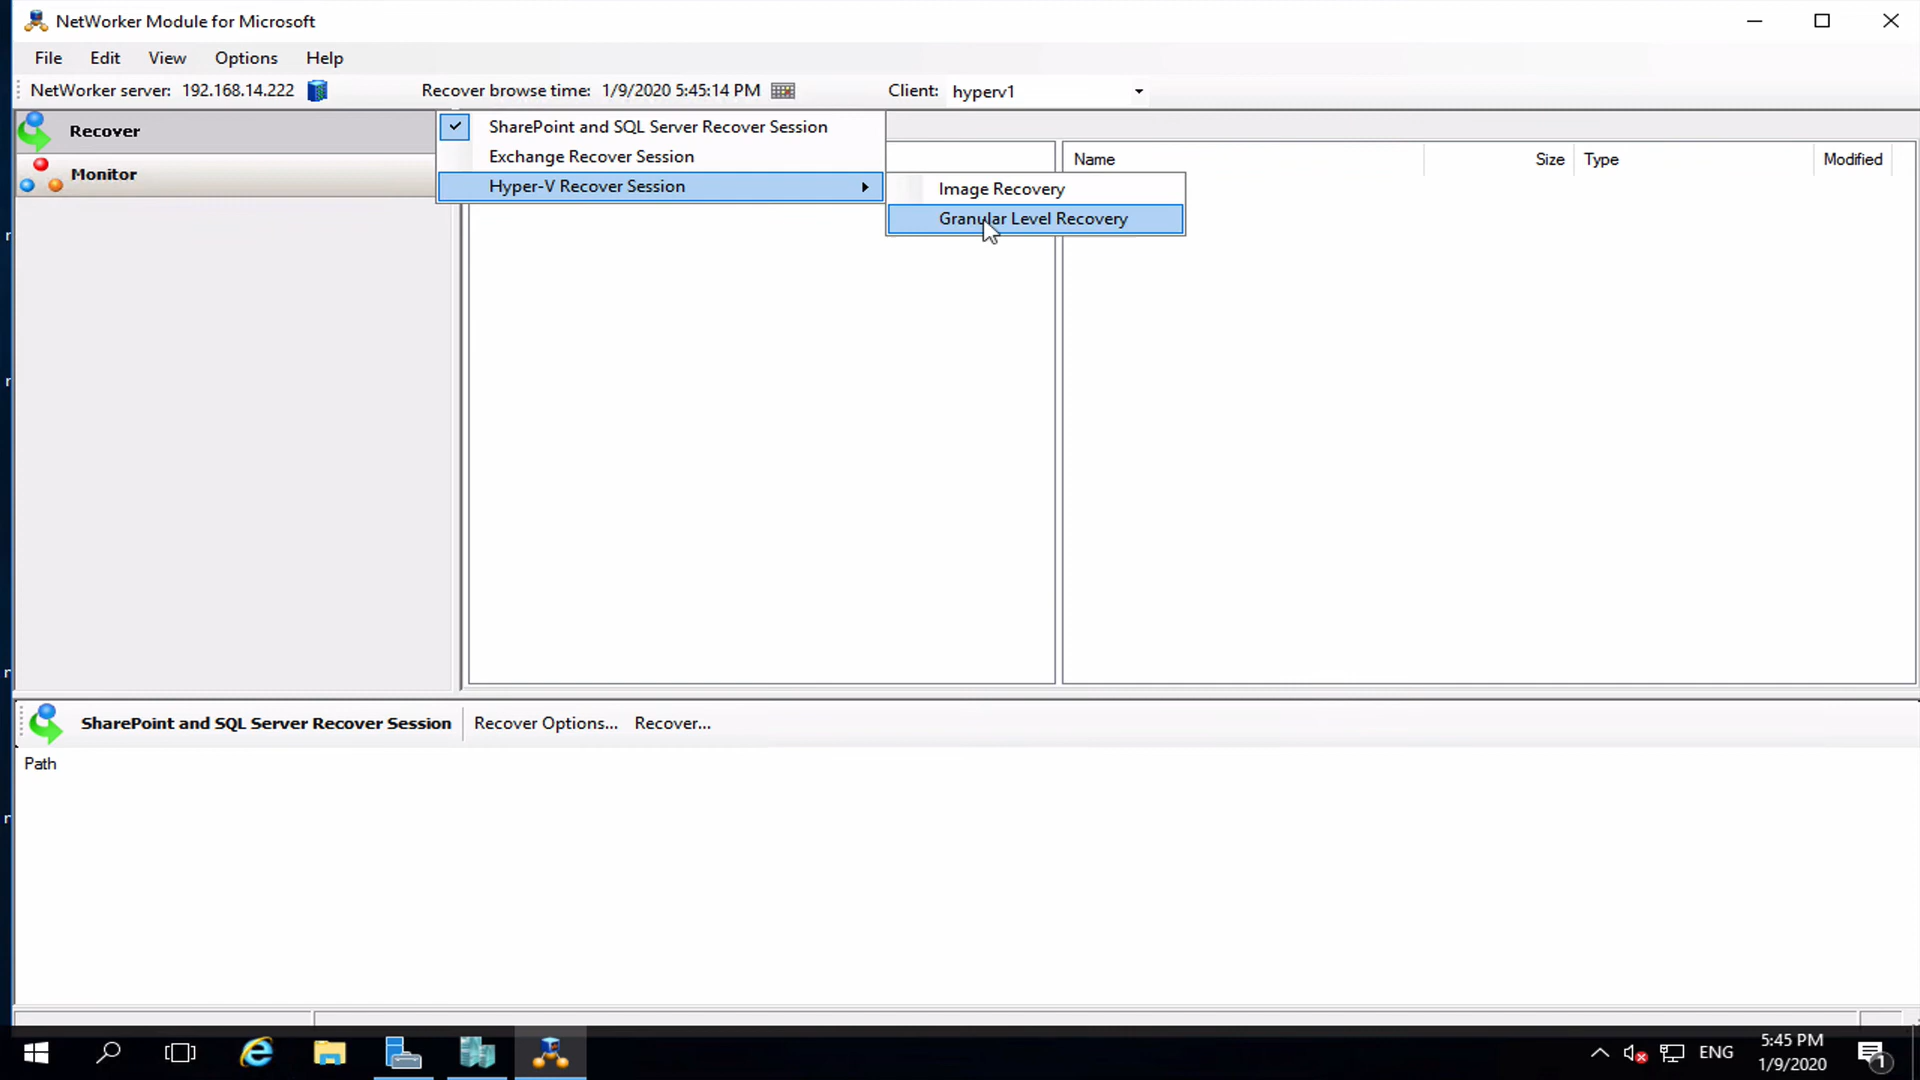 NetWorker Module for Microsoft
File Edit View Options Help
NetWorker server: 192.168.14.222 Recover browse time: 1/9/2020 5:45:14 PM Client: hyperv1
Recover
Monitor
SharePoint and SQL Server Recover Session
Exchange Recover Session
Hyper-V Recover Session
Image Recovery
Granular Level Recovery
Name Size Type Modified
SharePoint and SQL Server Recover Session Recover Options... Recover...
Path
ENG
5:45 PM
1/9/2020
1